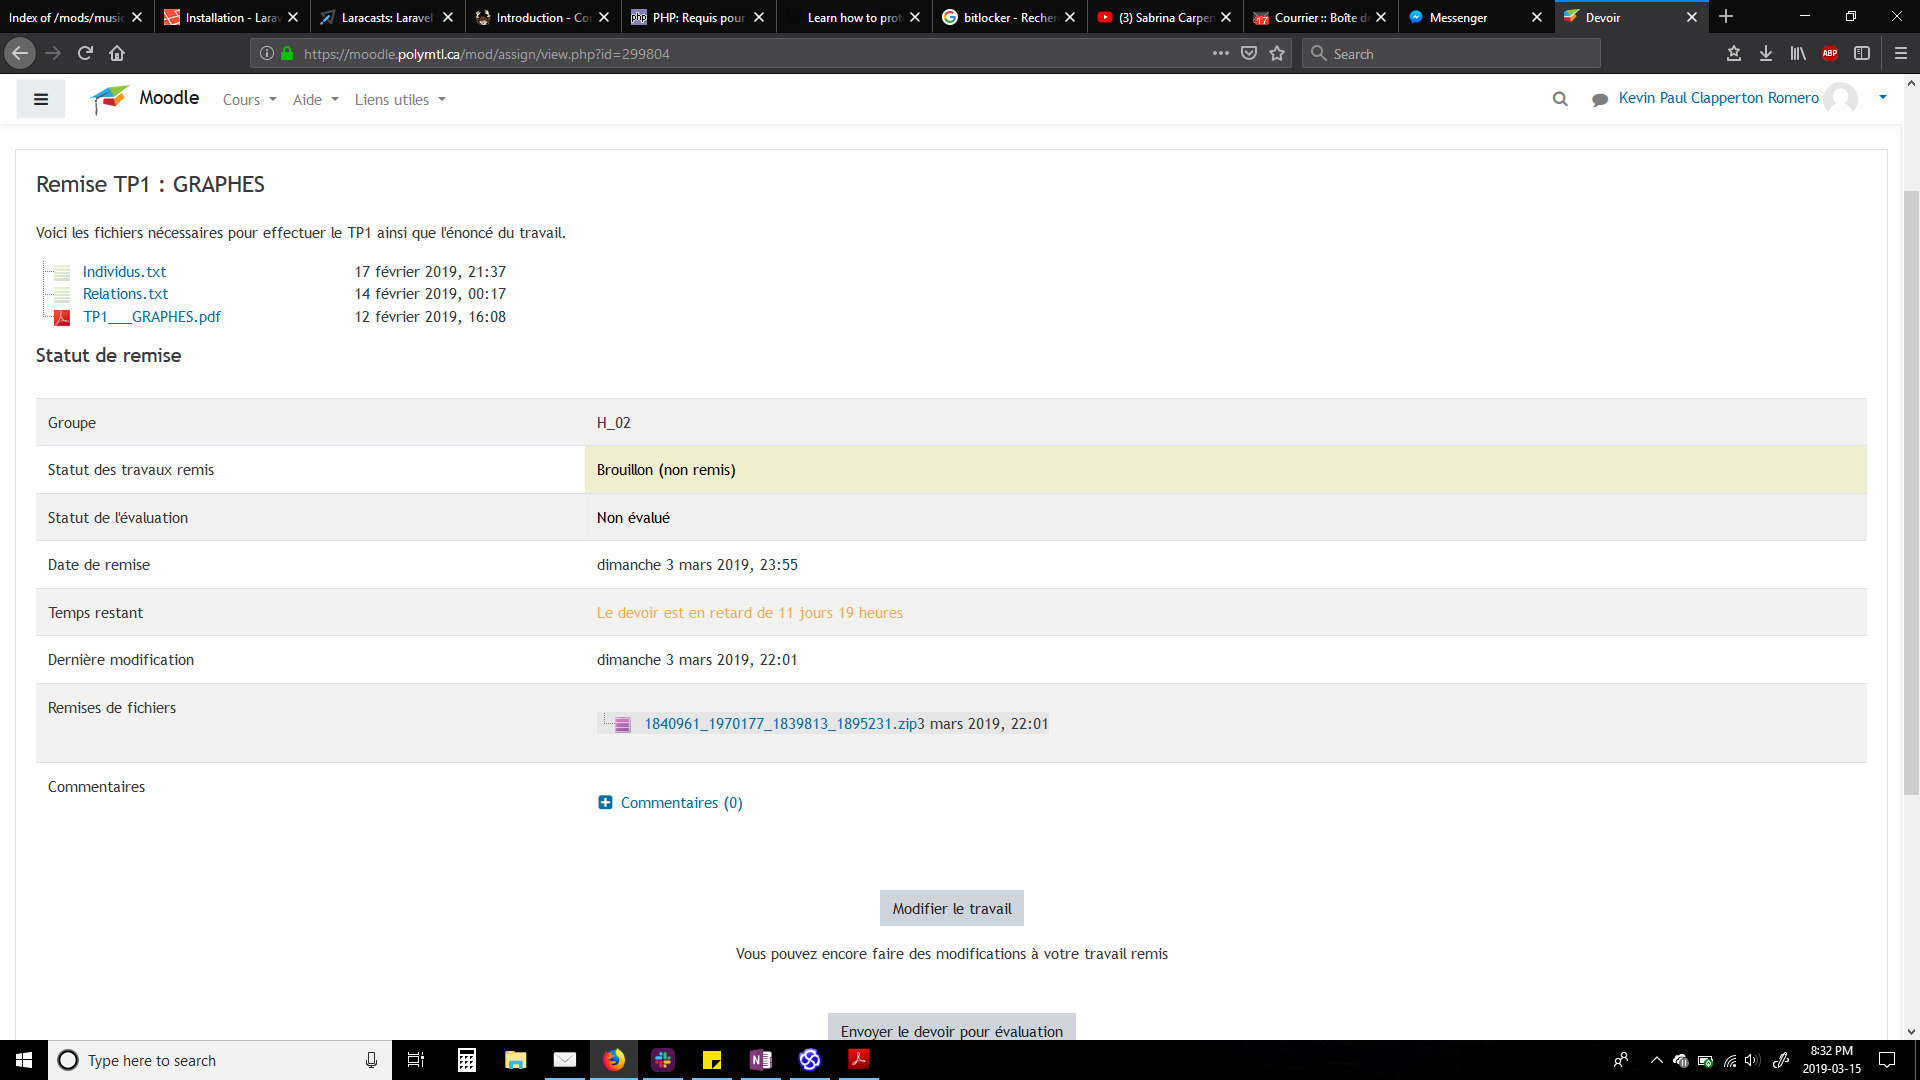 Index of /mods/music
Installation - Larav
Laracasts: Laravel
Introduction - Co
PHP: Requis pour
Learn how to prot
bitlocker - Recher
(3) Sabrina Carpen
Courrier :: Boîte d
Messenger
Devoir
https://moodle.polymtl.ca/mod/assign/view.php?id=299804
Search
ABP
Moodle
Cours
Aide
Liens utiles
Kevin Paul Clapperton Romero
Remise TP1 : GRAPHES
Voici les fichiers nécessaires pour effectuer le TP1 ainsi que l'énoncé du travail.
Individus.txt 17 février 2019, 21:37
Relations.txt 14 février 2019, 00:17
TP1___GRAPHES.pdf 12 février 2019, 16:08
Statut de remise
Groupe H_02
Statut des travaux remis Brouillon (non remis)
Statut de l'évaluation Non évalué
Date de remise dimanche 3 mars 2019, 23:55
Temps restant Le devoir est en retard de 11 jours 19 heures
Dernière modification dimanche 3 mars 2019, 22:01
Remises de fichiers
1840961_1970177_1839813_1895231.zip3 mars 2019, 22:01
Commentaires
Commentaires (0)
Modifier le travail
Vous pouvez encore faire des modifications à votre travail remis
Envoyer le devoir pour évaluation
Type here to search
8:32 PM
2019-03-15